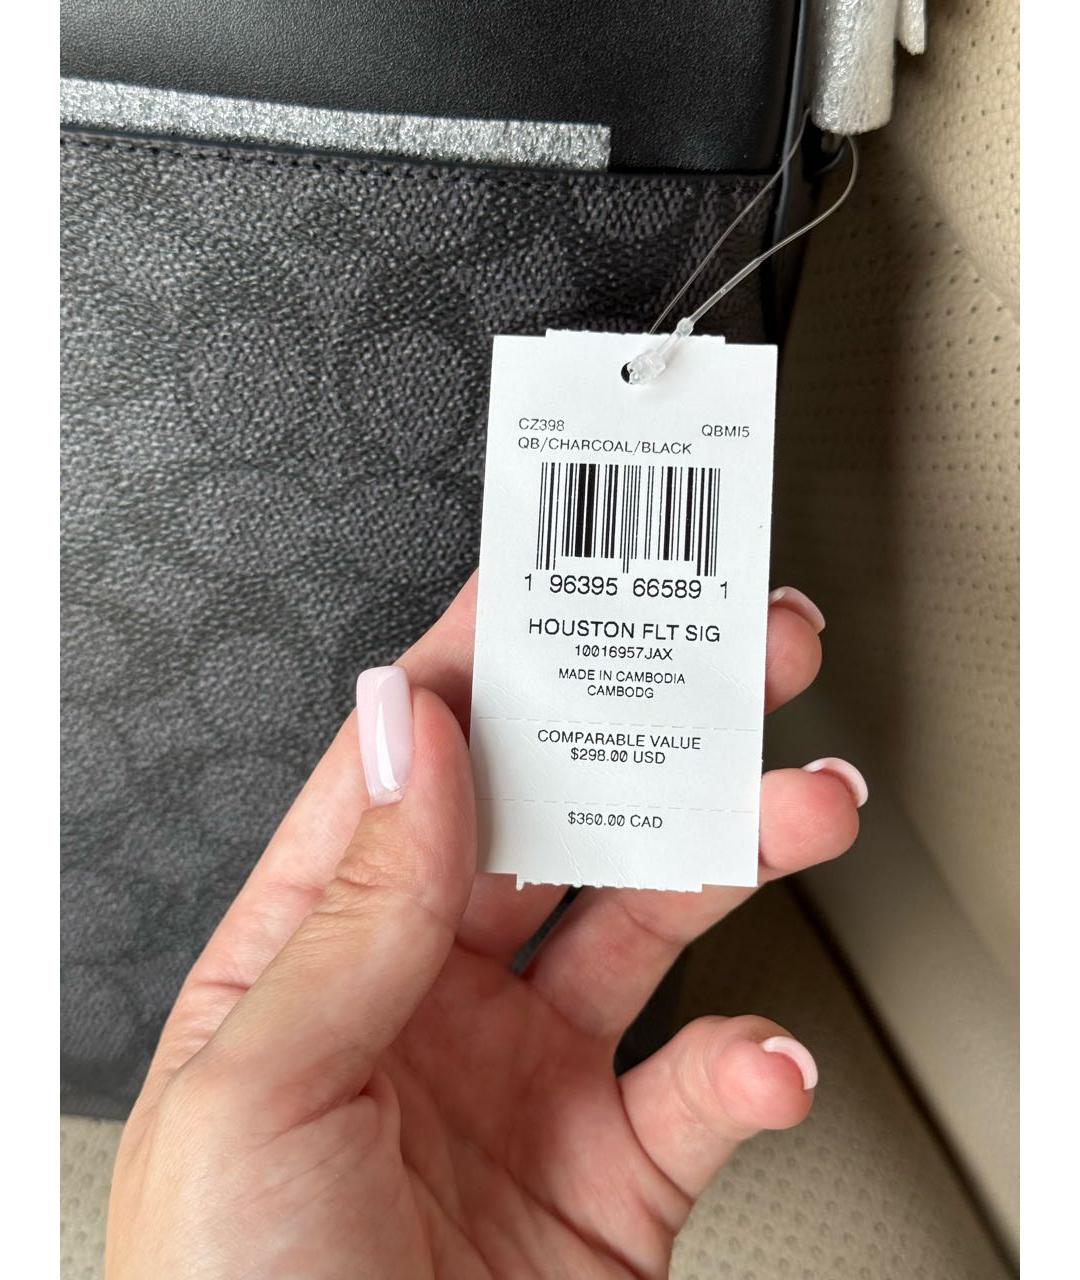 CZ398 QBMI5
QB/CHARCOAL/BLACK
1 96395 66589 1
HOUSTON FLT SIG
10016957JAX
MADE IN CAMBODIA
CAMBODG
COMPARABLE VALUE
$298.00 USD
$360.00 CAD